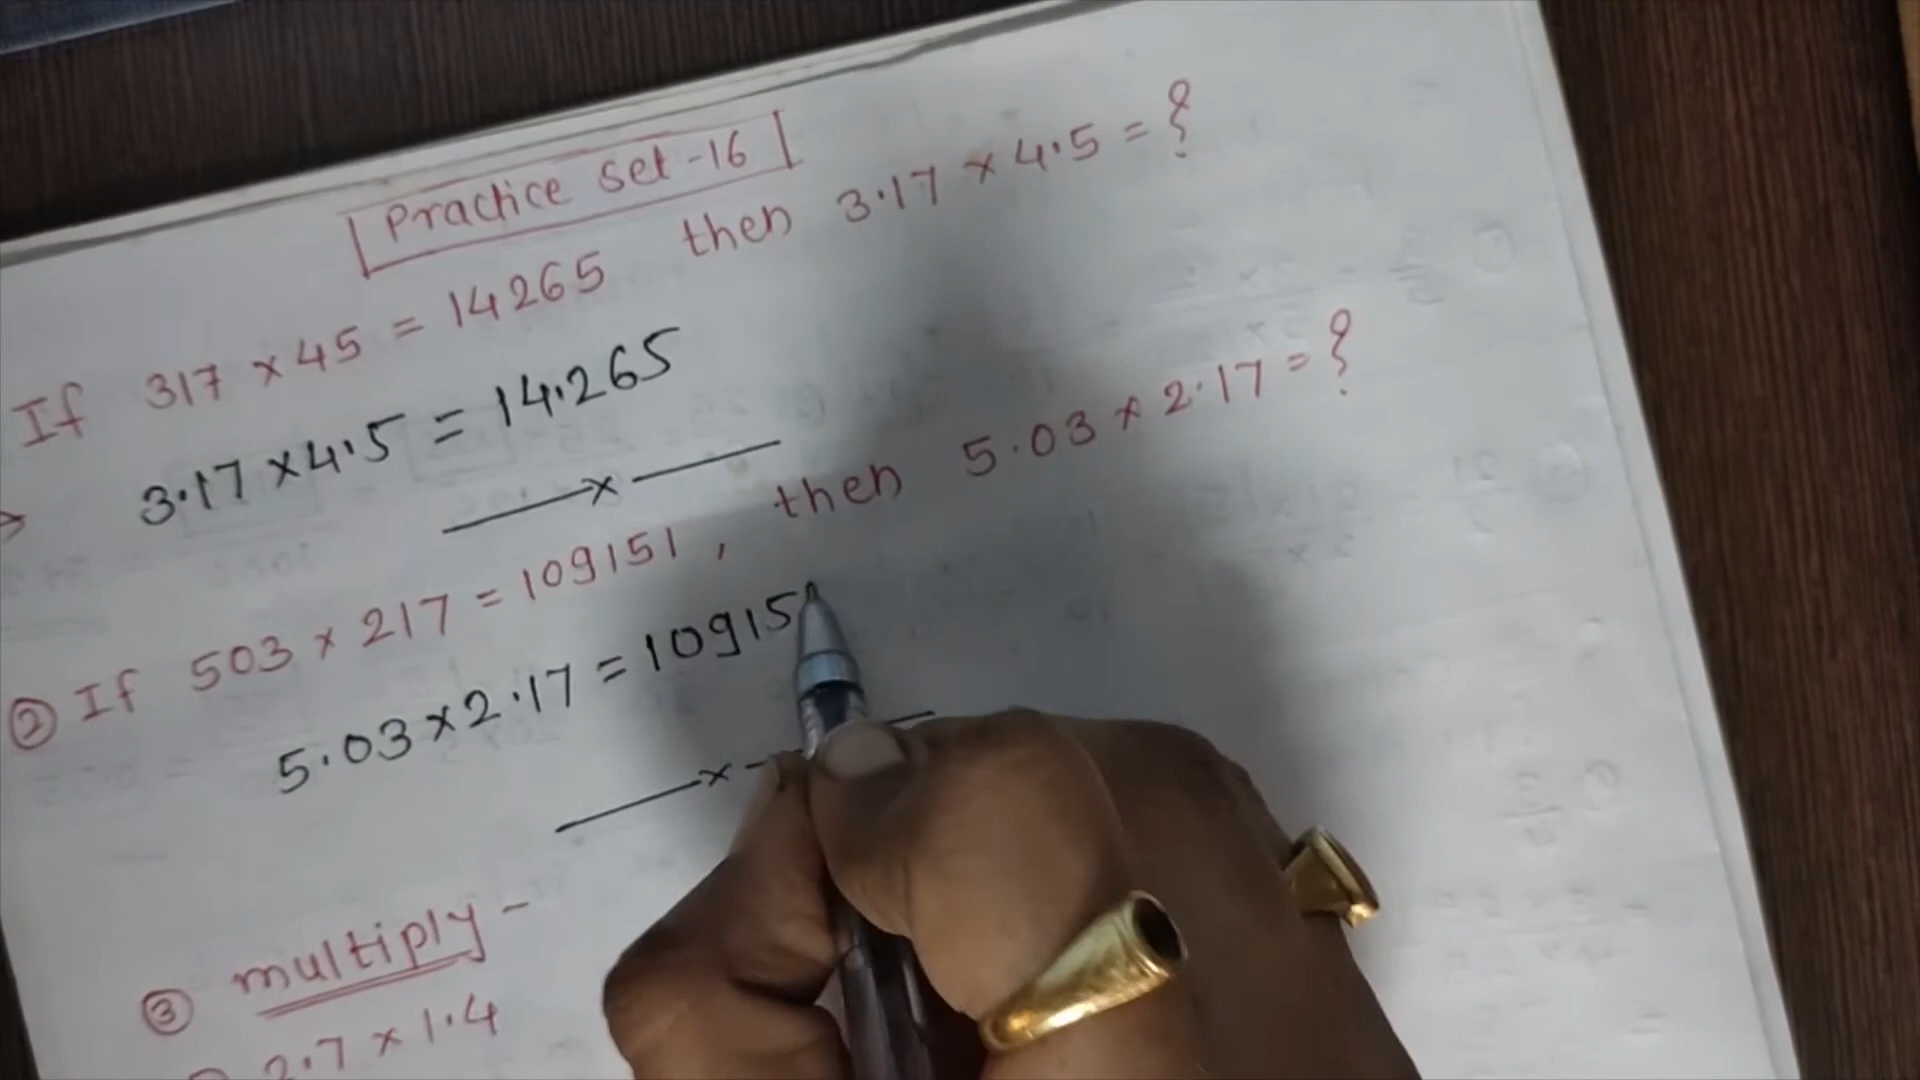 Practice set -16
If 317 × 45 = 14265 then 3.17 × 4.5 = ?
3.17 × 4.5 = 14.265
② If 503 × 217 = 109151, then 5.03 × 2.17 = ?
5.03 × 2.17 = 10915
③ multiply -
2.7 × 1.4